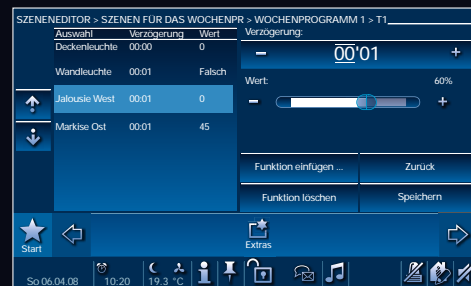 SZENENEDITOR > SZENEN FÜR DAS WOCHENPR > WOCHENPROGRAMM 1 > T1
Auswahl Verzögerung Wert
Deckenleuchte 00:00 0
Wandleuchte 00:01 Falsch
Jalousie West 00:01 0
Markise Ost 00:01 45
Verzögerung:
- 00'01 +
Wert: 60%
- +
Funktion einfügen ... Zurück
Funktion löschen Speichern
Start
Extras
So 06.04.08 10:20 19.3 °C